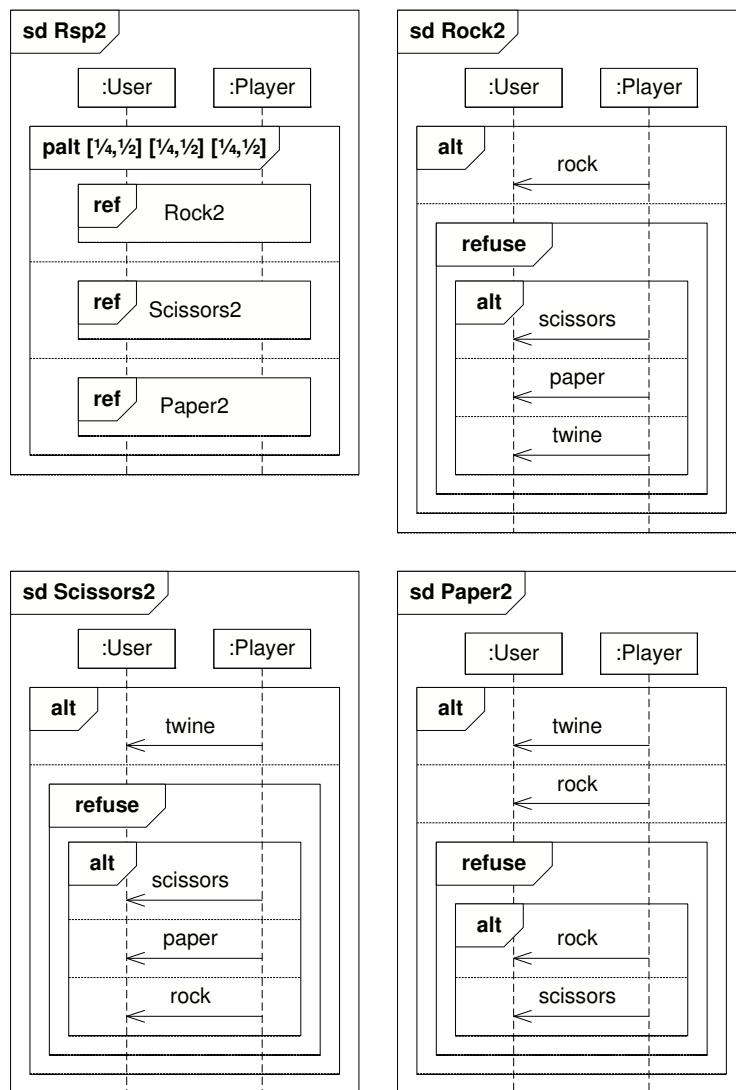 sd Rsp2
:User :Player
palt [¼,½] [¼,½] [¼,½]
ref Rock2
ref Scissors2
ref Paper2
sd Rock2
:User :Player
alt
rock
refuse
alt
scissors
paper
twine
sd Scissors2
:User :Player
alt
twine
refuse
alt
scissors
paper
rock
sd Paper2
:User :Player
alt
twine
rock
refuse
alt
rock
scissors